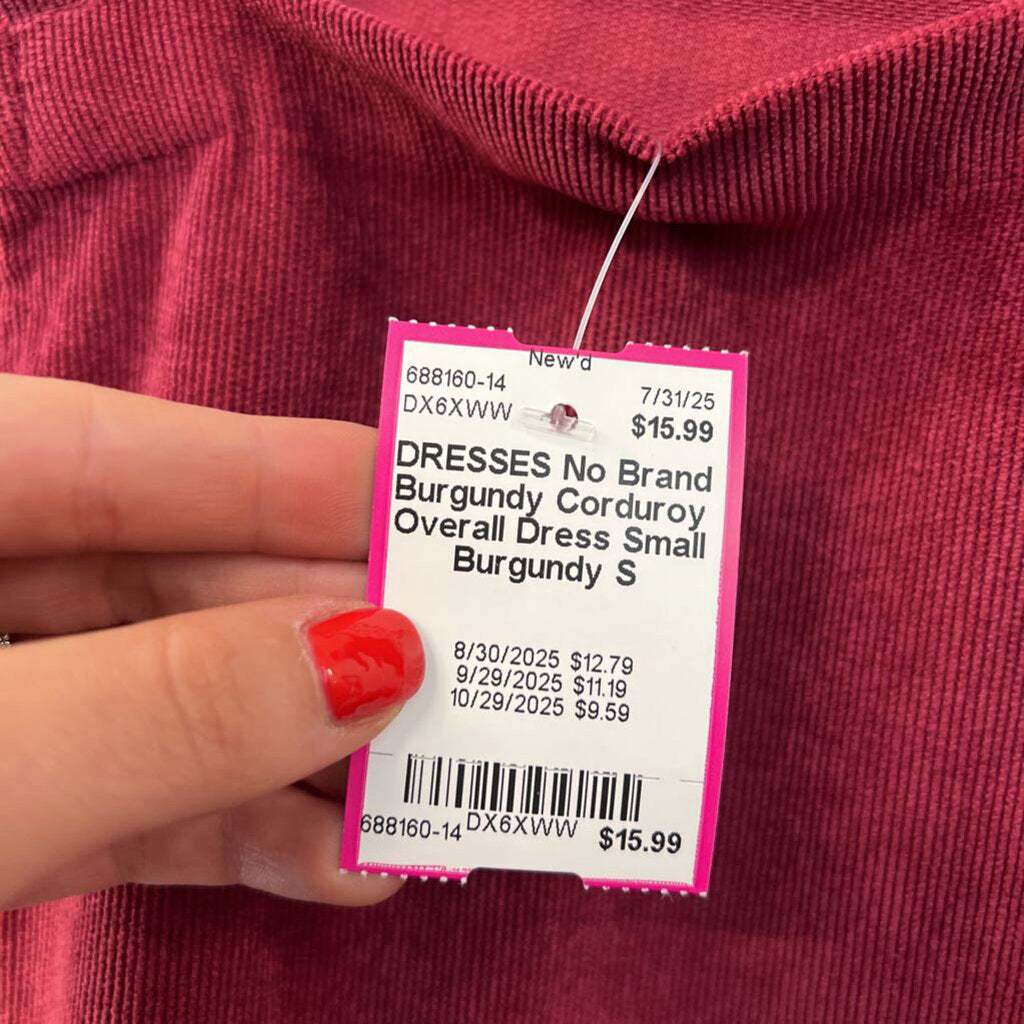 New'd
688160-14 7/31/25
DX6XWW $15.99
DRESSES No Brand
Burgundy Corduroy
Overall Dress Small
Burgundy S
8/30/2025 $12.79
9/29/2025 $11.19
10/29/2025 $9.59
688160-14 DX6XWW $15.99